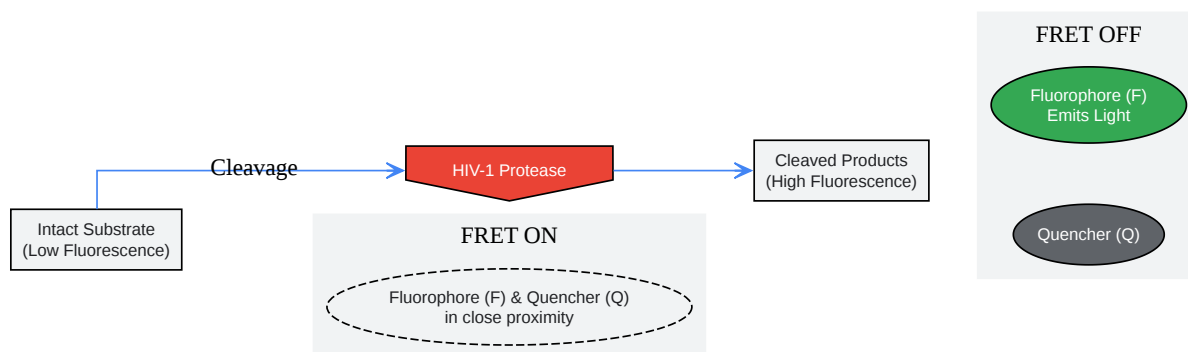 FRET OFF
Fluorophore (F)
Emits Light
Quencher (Q)
Cleavage
HIV-1 Protease
Cleaved Products
(High Fluorescence)
Intact Substrate
(Low Fluorescence)
FRET ON
Fluorophore (F) & Quencher (Q)
in close proximity